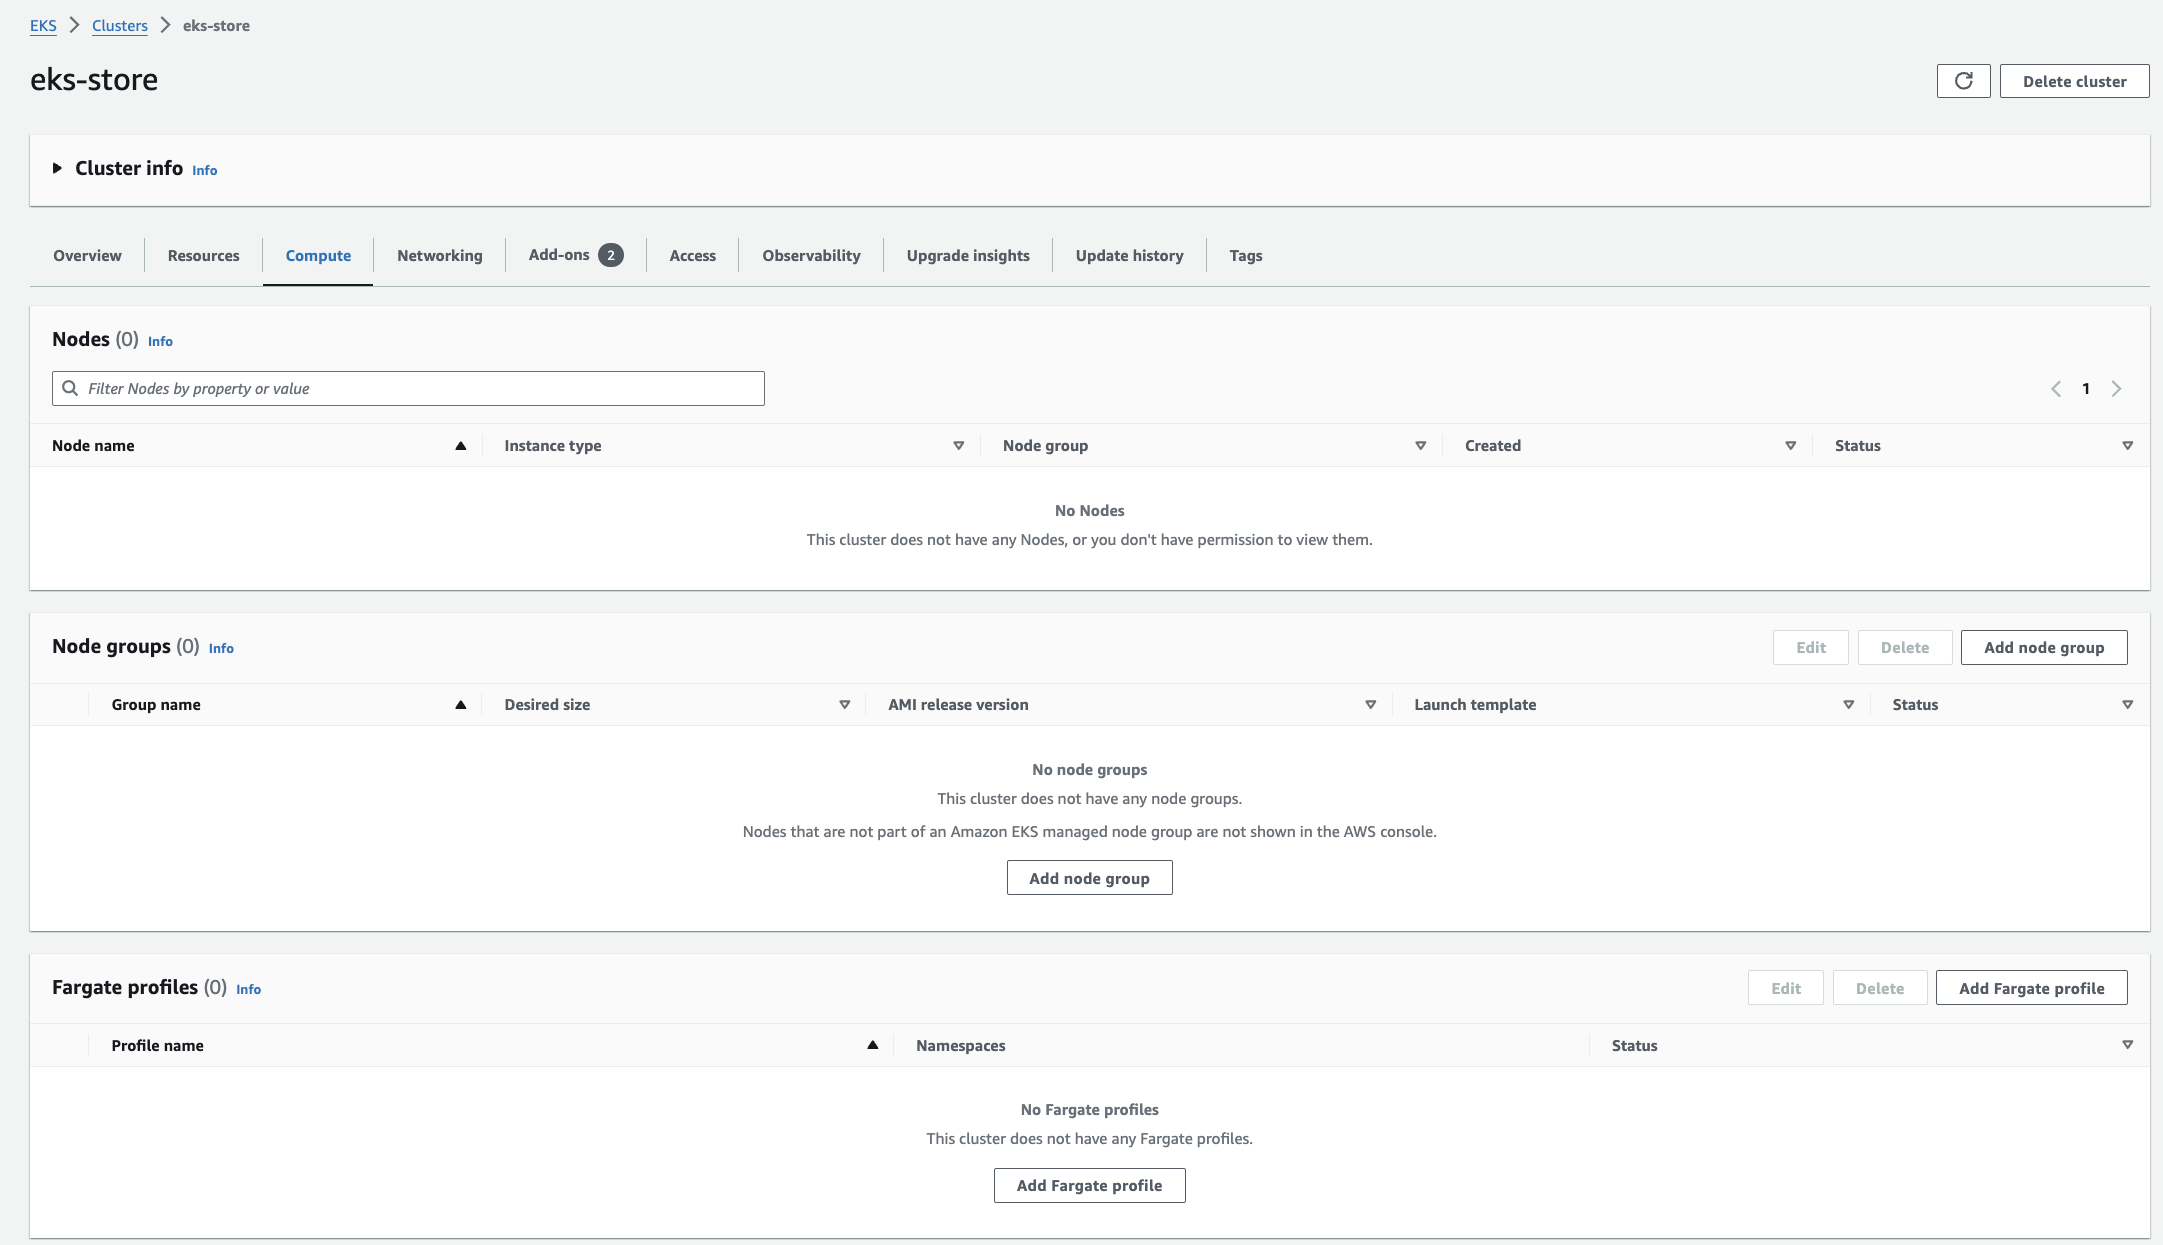 EKS > Clusters > eks-store
eks-store
Delete cluster
Cluster info Info
Overview Resources Compute Networking Add-ons 2 Access Observability Upgrade insights Update history Tags
Nodes (0) Info
Filter Nodes by property or value
1
Node name Instance type Node group Created Status
No Nodes
This cluster does not have any Nodes, or you don't have permission to view them.
Node groups (0) Info
Edit Delete Add node group
Group name Desired size AMI release version Launch template Status
No node groups
This cluster does not have any node groups.
Nodes that are not part of an Amazon EKS managed node group are not shown in the AWS console.
Add node group
Fargate profiles (0) Info
Edit Delete Add Fargate profile
Profile name Namespaces Status
No Fargate profiles
This cluster does not have any Fargate profiles.
Add Fargate profile